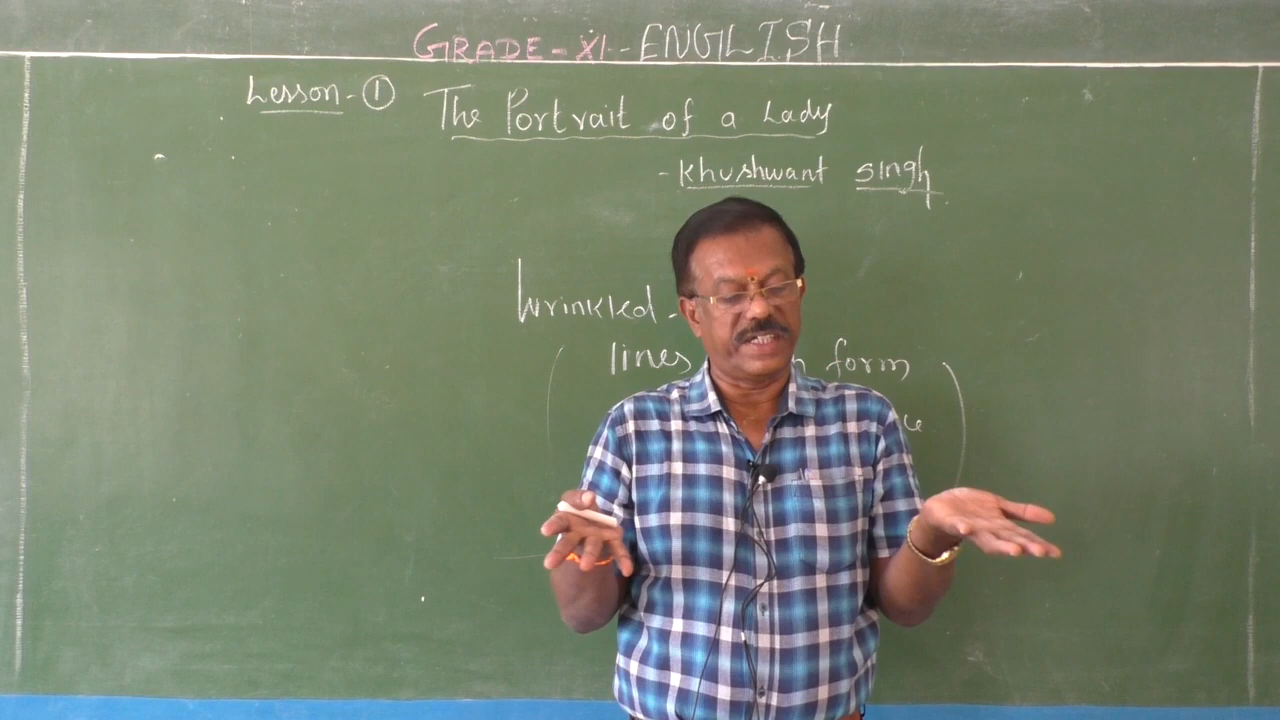 GRADE-XI-ENGLISH
Lesson-① The Portrait of a Lady
- Khushwant singh
Wrinkled -
( lines form )